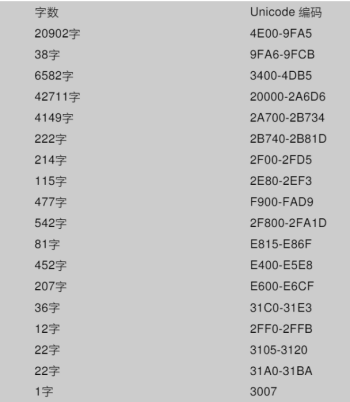 字数 Unicode 编码
20902字 4E00-9FA5
38字 9FA6-9FCB
6582字 3400-4DB5
42711字 20000-2A6D6
4149字 2A700-2B734
222字 2B740-2B81D
214字 2F00-2FD5
115字 2E80-2EF3
477字 F900-FAD9
542字 2F800-2FA1D
81字 E815-E86F
452字 E400-E5E8
207字 E600-E6CF
36字 31C0-31E3
12字 2FF0-2FFB
22字 3105-3120
22字 31A0-31BA
1字 3007